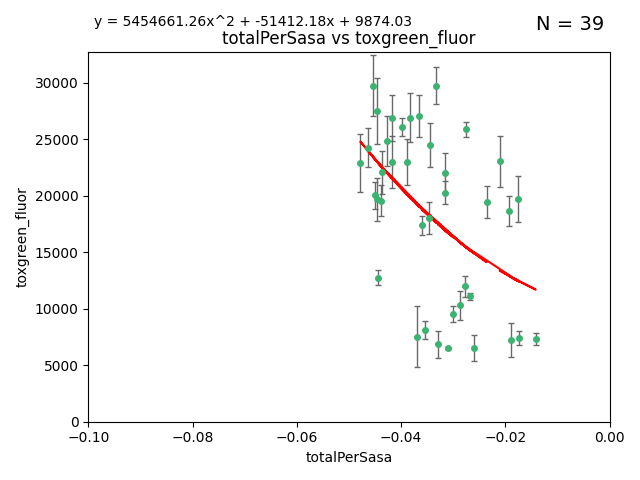 y = 5454661.26x^2 + -51412.18x + 9874.03
N = 39
totalPerSasa vs toxgreen_fluor
toxgreen_fluor
30000
25000
20000
15000
10000
5000
0
−0.10 −0.08 −0.06 −0.04 −0.02 0.00
totalPerSasa